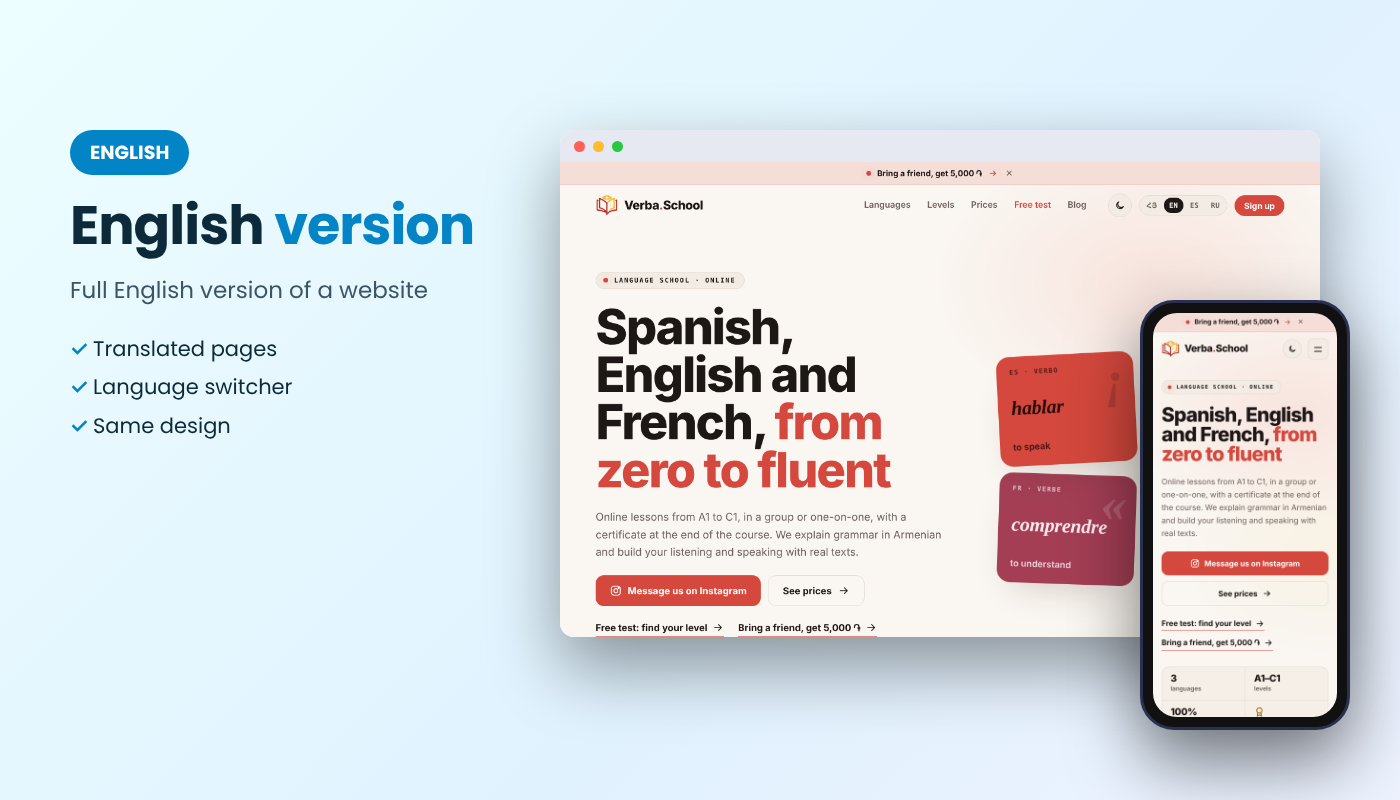 ENGLISH
English version
Full English version of a website
Translated pages
Language switcher
Same design
Bring a friend, get 5,000 ֏ → ×
Verba.School
Languages Levels Prices Free test Blog
ՀՅ EN ES RU
Sign up
LANGUAGE SCHOOL · ONLINE
Spanish,
English and
French, from
zero to fluent
Online lessons from A1 to C1, in a group or one-on-one, with a
certificate at the end of the course. We explain grammar in Armenian
and build your listening and speaking with real texts.
Message us on Instagram
See prices →
Free test: find your level →
Bring a friend, get 5,000 ֏ →
ES · VERBO
¡
hablar
to speak
FR · VERBE
«
comprendre
to understand
Bring a friend, get 5,000 ֏ → ×
Verba.School
LANGUAGE SCHOOL · ONLINE
Spanish, English
and French, from
zero to fluent
Online lessons from A1 to C1, in a group or
one-on-one, with a certificate at the end of
the course. We explain grammar in Armenian
and build your listening and speaking with
real texts.
Message us on Instagram
See prices →
Free test: find your level →
Bring a friend, get 5,000 ֏ →
3
languages
A1–C1
levels
100%